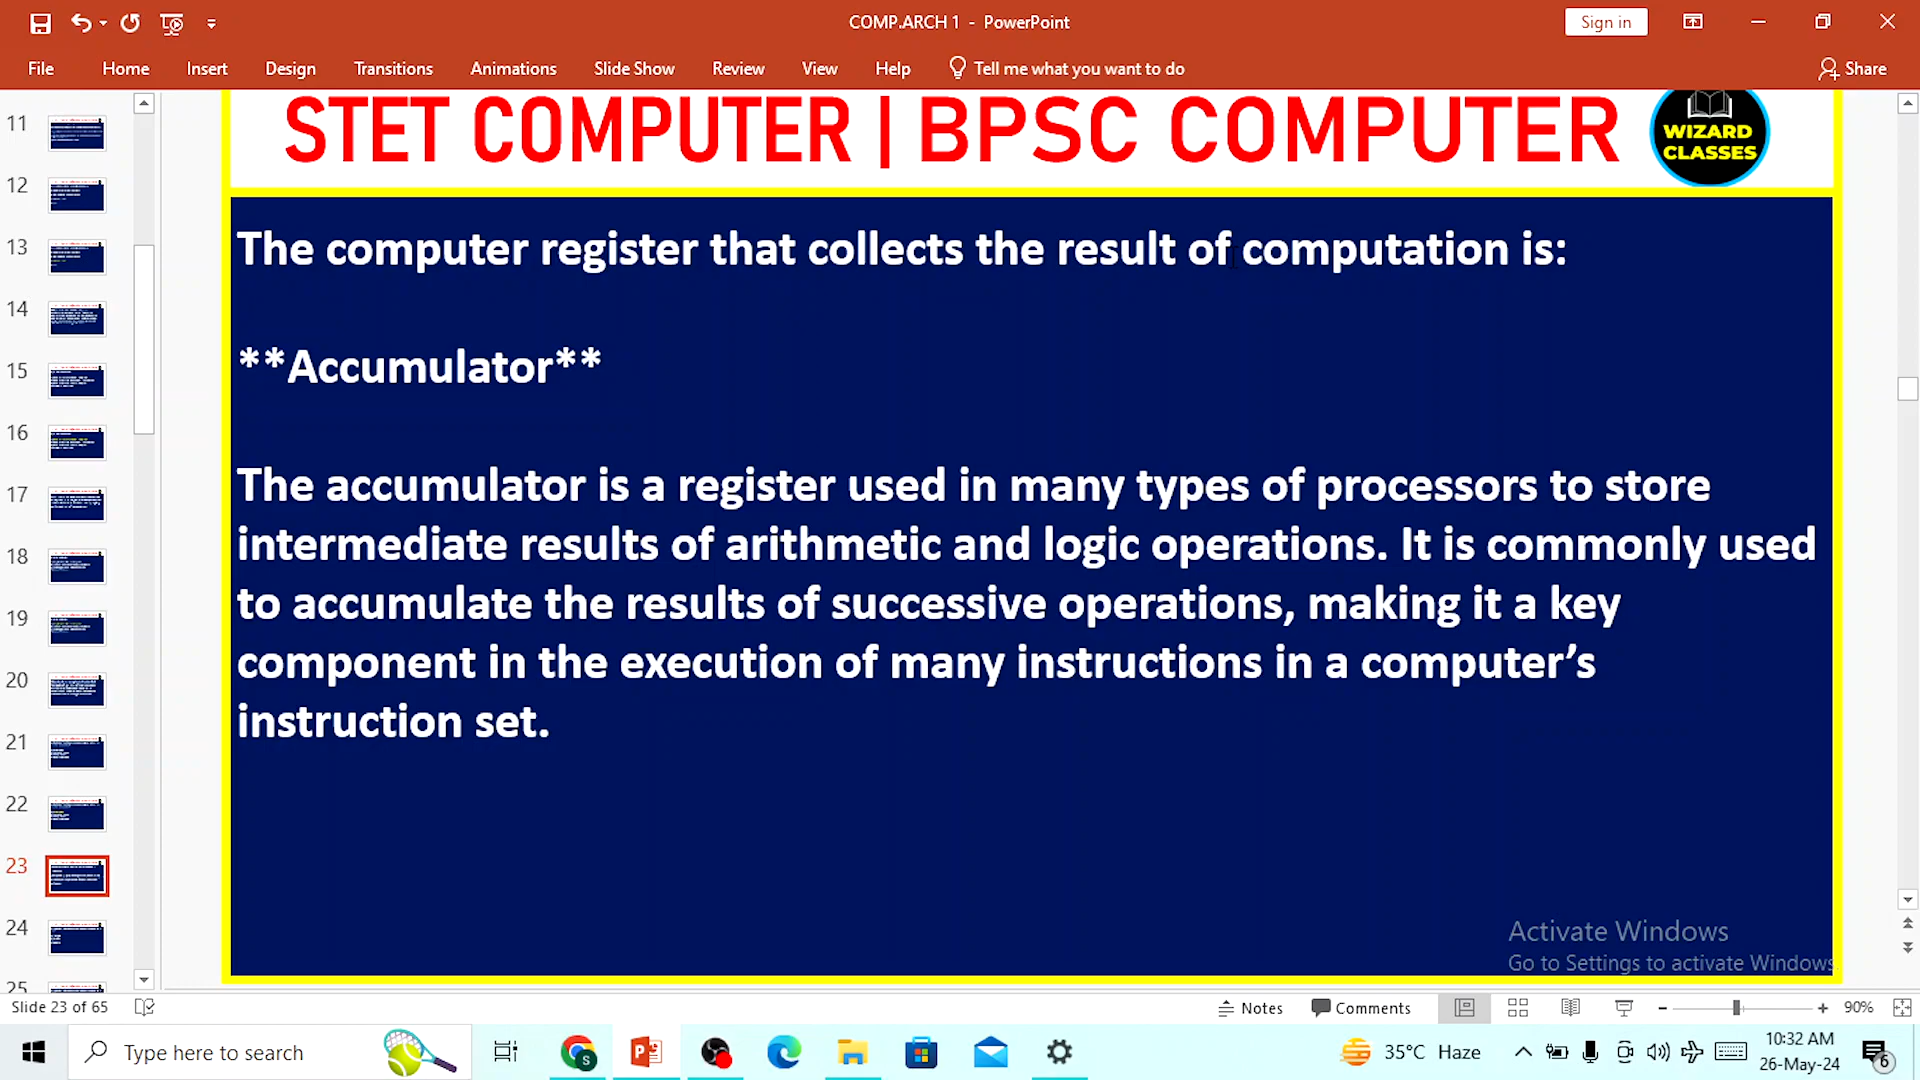 COMP.ARCH 1 - PowerPoint
Sign in
File Home Insert Design Transitions Animations Slide Show Review View Help Tell me what you want to do Share
STET COMPUTER | BPSC COMPUTER
WIZARD
CLASSES
The computer register that collects the result of computation is:
**Accumulator**
The accumulator is a register used in many types of processors to store
intermediate results of arithmetic and logic operations. It is commonly used
to accumulate the results of successive operations, making it a key
component in the execution of many instructions in a computer’s
instruction set.
11
12
13
14
15
16
17
18
19
20
21
22
23
24
25
Activate Windows
Go to Settings to activate Windows.
Slide 23 of 65 Notes Comments 90%
Type here to search
35°C Haze
10:32 AM
26-May-24
6